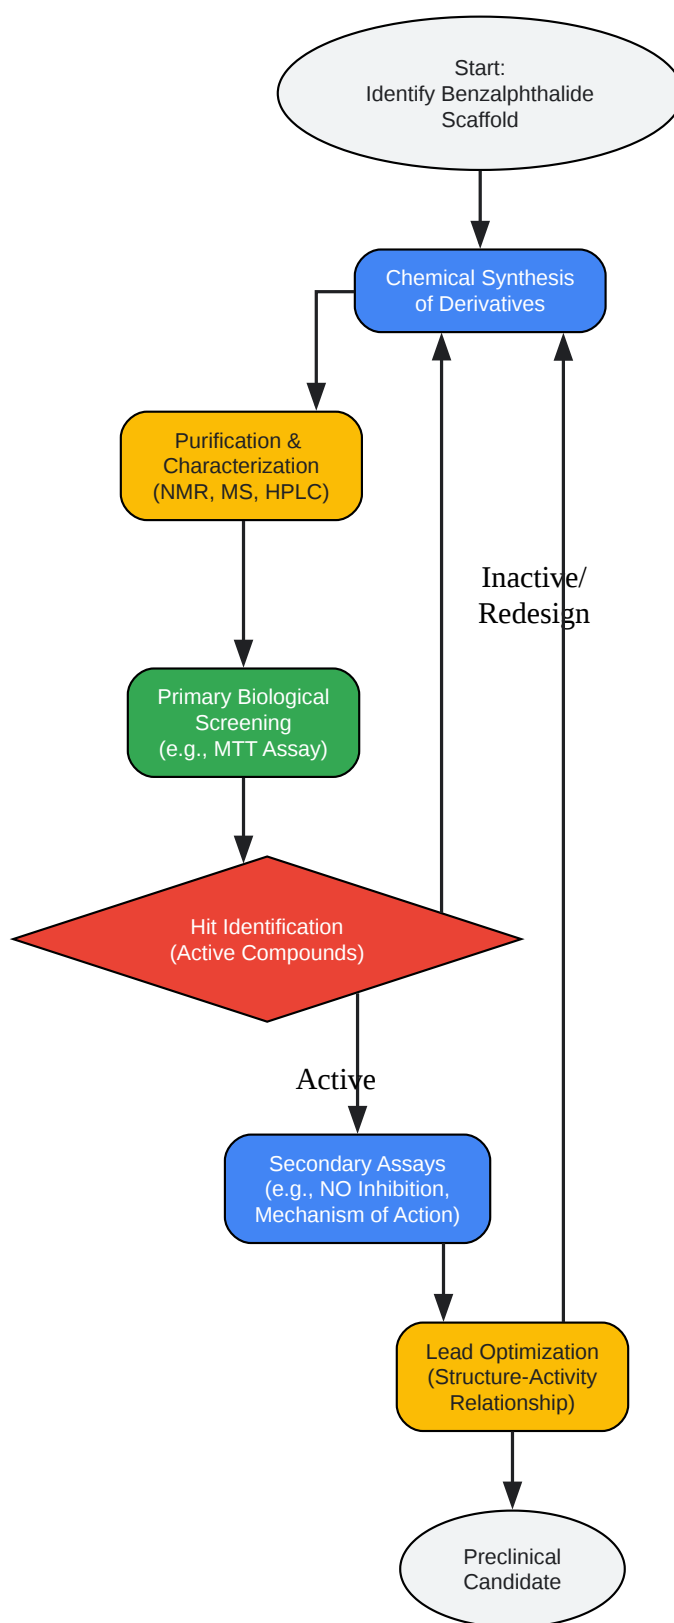 Start:
Identify Benzalphthalide
Scaffold
Chemical Synthesis
of Derivatives
Purification &
Characterization
(NMR, MS, HPLC)
Inactive/
Redesign
Primary Biological
Screening
(e.g., MTT Assay)
Hit Identification
(Active Compounds)
Active
Secondary Assays
(e.g., NO Inhibition,
Mechanism of Action)
Lead Optimization
(Structure-Activity
Relationship)
Preclinical
Candidate